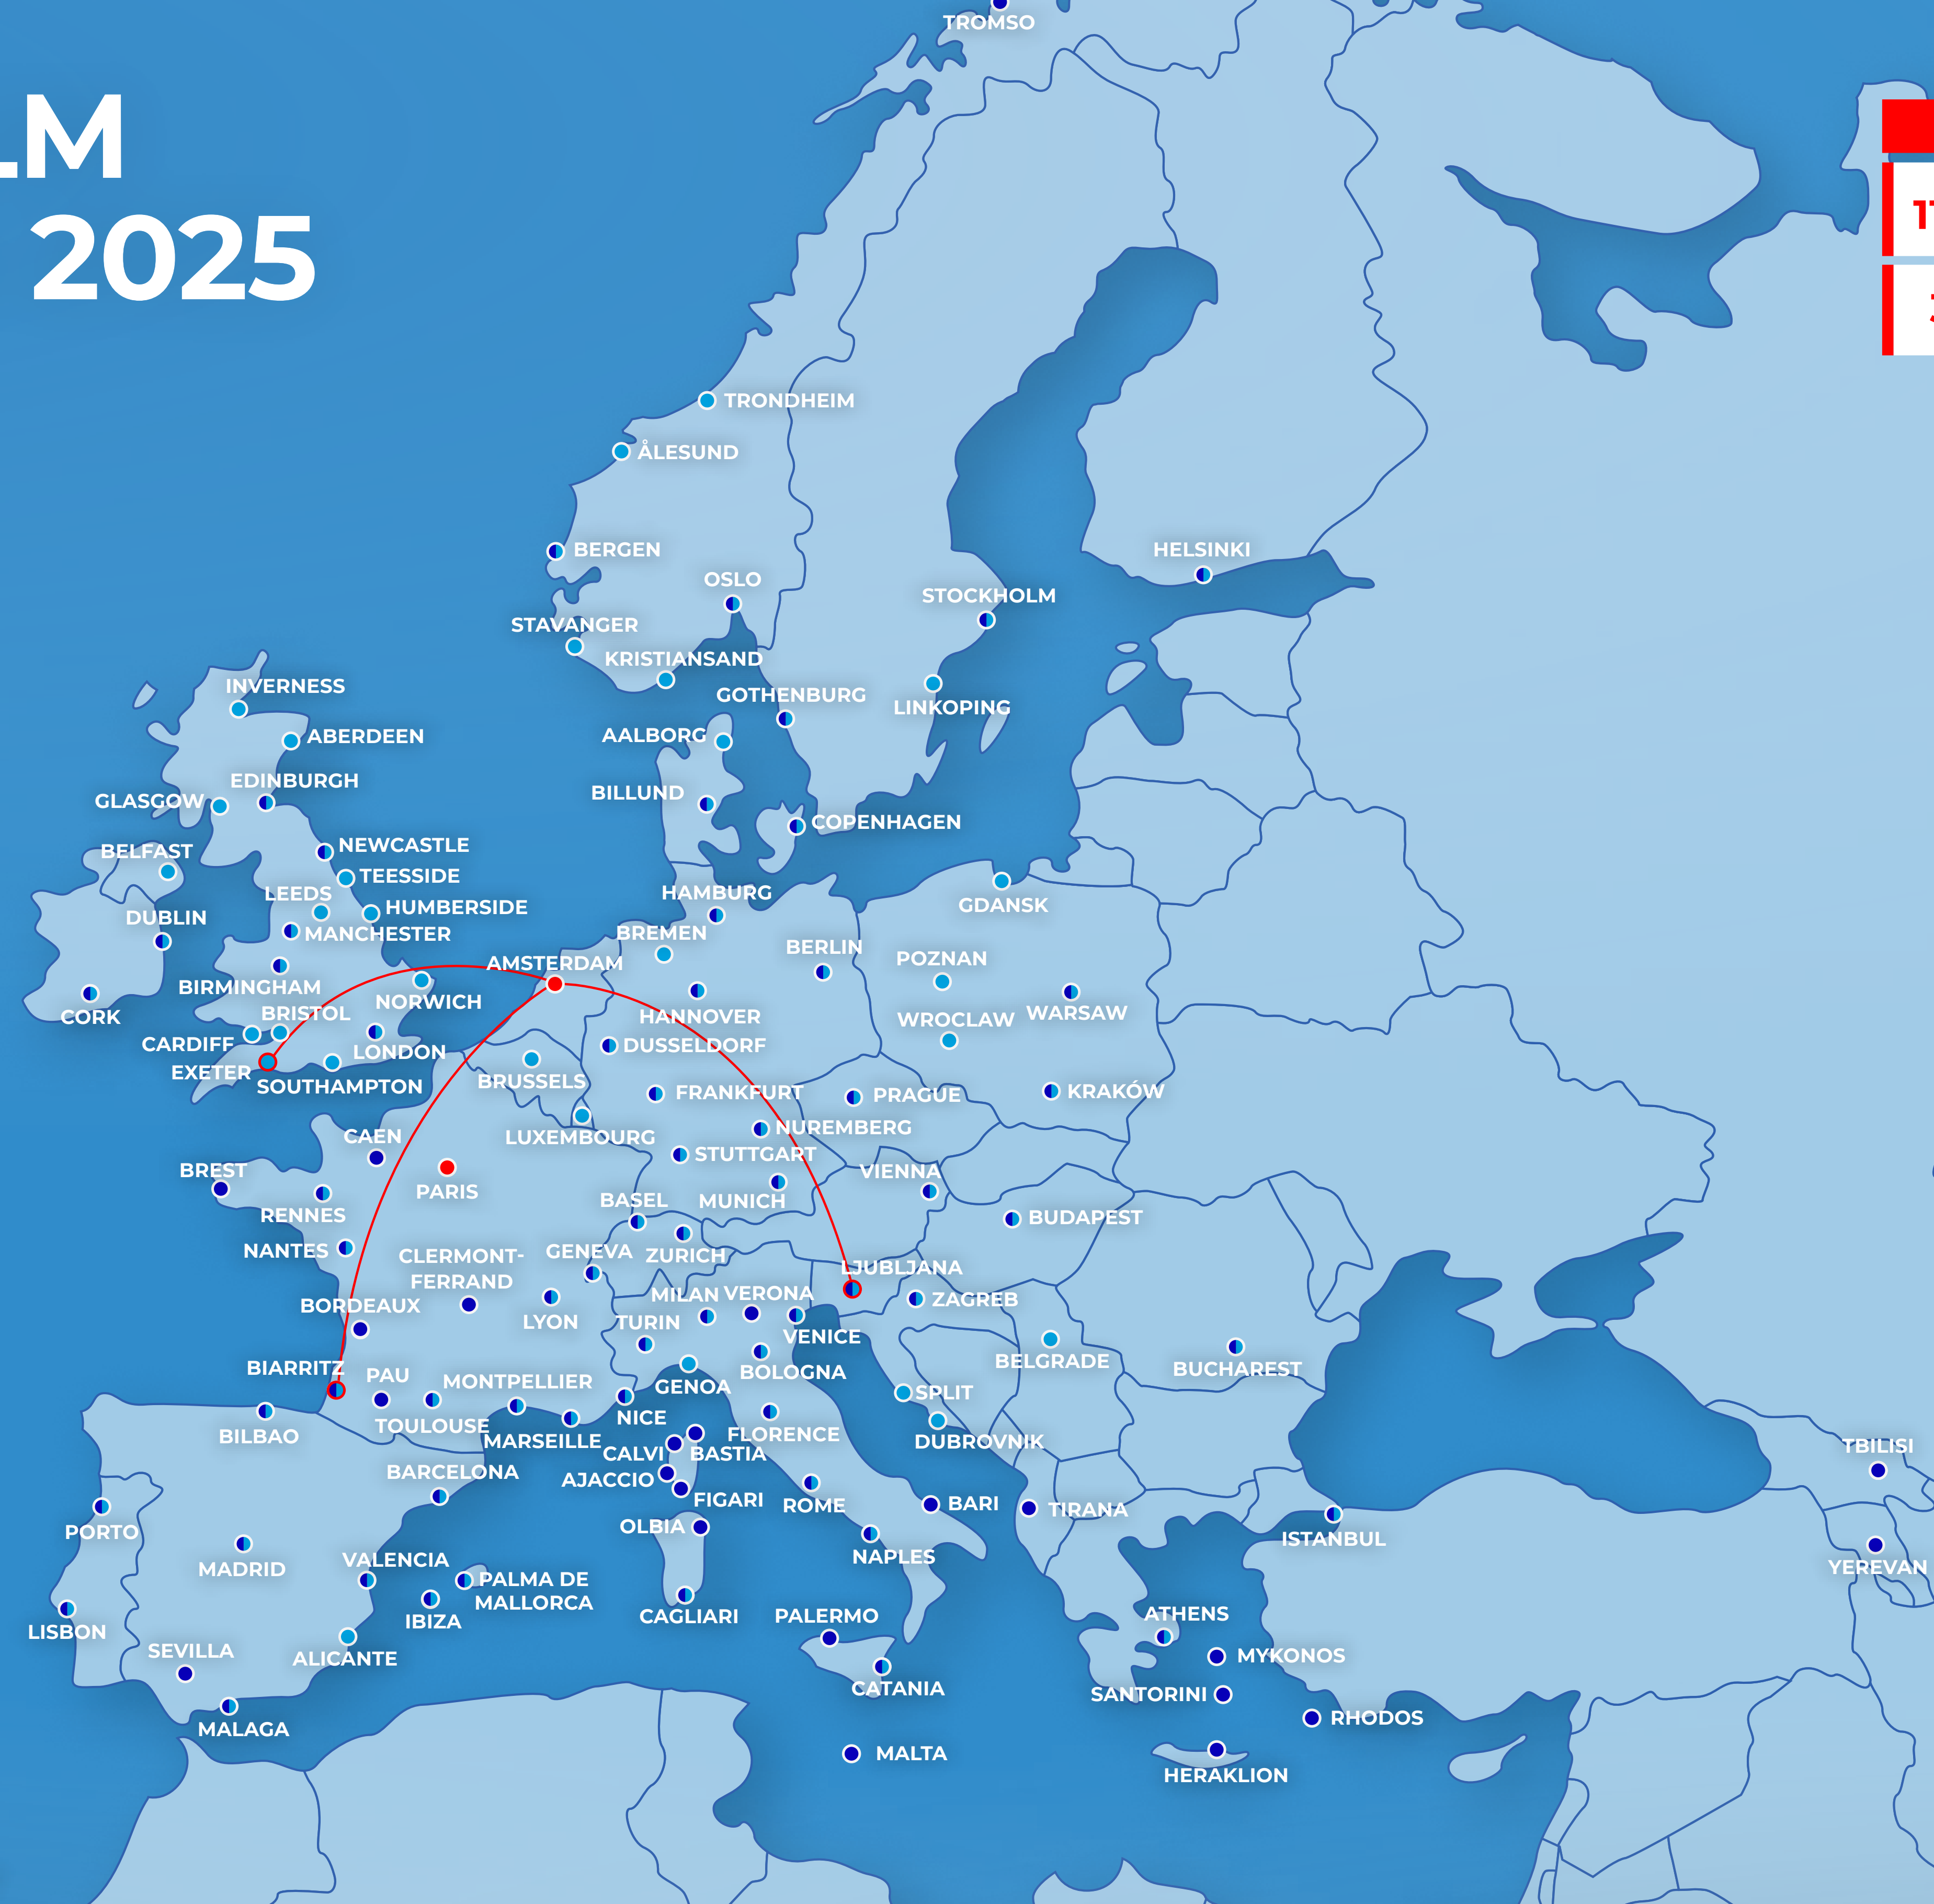 LM
2025
TROMSO
TRONDHEIM
ÅLESUND
BERGEN
HELSINKI
OSLO
STOCKHOLM
STAVANGER
KRISTIANSAND
INVERNESS
GOTHENBURG
LINKOPING
ABERDEEN
AALBORG
EDINBURGH
BILLUND
GLASGOW
COPENHAGEN
NEWCASTLE
BELFAST
TEESSIDE
LEEDS
HAMBURG
HUMBERSIDE
GDANSK
DUBLIN
MANCHESTER
BREMEN
BERLIN
POZNAN
AMSTERDAM
BIRMINGHAM
NORWICH
CORK
BRISTOL
HANNOVER
WROCLAW
WARSAW
CARDIFF
LONDON
DUSSELDORF
EXETER
SOUTHAMPTON
BRUSSELS
FRANKFURT
PRAGUE
KRAKÓW
CAEN
LUXEMBOURG
NUREMBERG
STUTTGART
BREST
VIENNA
PARIS
BASEL
MUNICH
RENNES
BUDAPEST
NANTES
CLERMONT-
FERRAND
GENEVA
ZURICH
LJUBLJANA
BORDEAUX
LYON
MILAN
VERONA
ZAGREB
TURIN
VENICE
BELGRADE
BUCHAREST
BIARRITZ
PAU
MONTPELLIER
GENOA
BOLOGNA
SPLIT
BILBAO
TOULOUSE
MARSEILLE
NICE
FLORENCE
DUBROVNIK
CALVI
BASTIA
TBILISI
BARCELONA
AJACCIO
FIGARI
ROME
BARI
TIRANA
PORTO
OLBIA
ISTANBUL
MADRID
VALENCIA
NAPLES
YEREVAN
PALMA DE
MALLORCA
LISBON
IBIZA
CAGLIARI
PALERMO
ATHENS
SEVILLA
ALICANTE
MYKONOS
CATANIA
SANTORINI
MALAGA
RHODOS
MALTA
HERAKLION